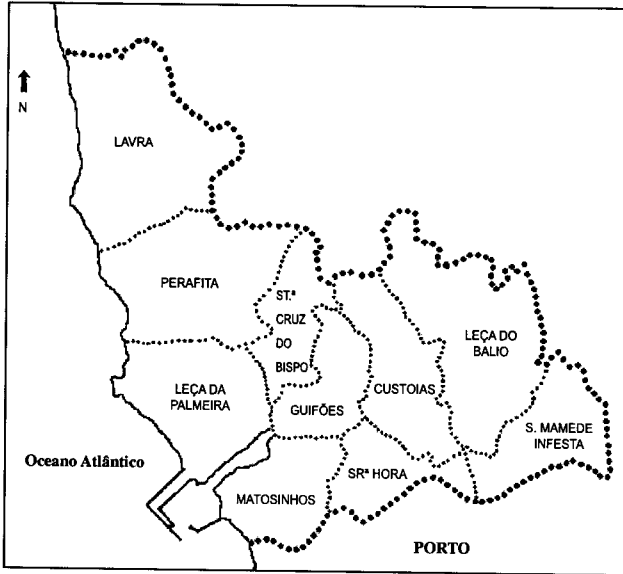 N
LAVRA
PERAFITA
ST.ª
CRUZ
DO
BISPO
LEÇA DO
BALIO
LEÇA DA
PALMEIRA
GUIFÕES
CUSTOIAS
S. MAMEDE
INFESTA
Oceano Atlântico
MATOSINHOS
SRª HORA
PORTO